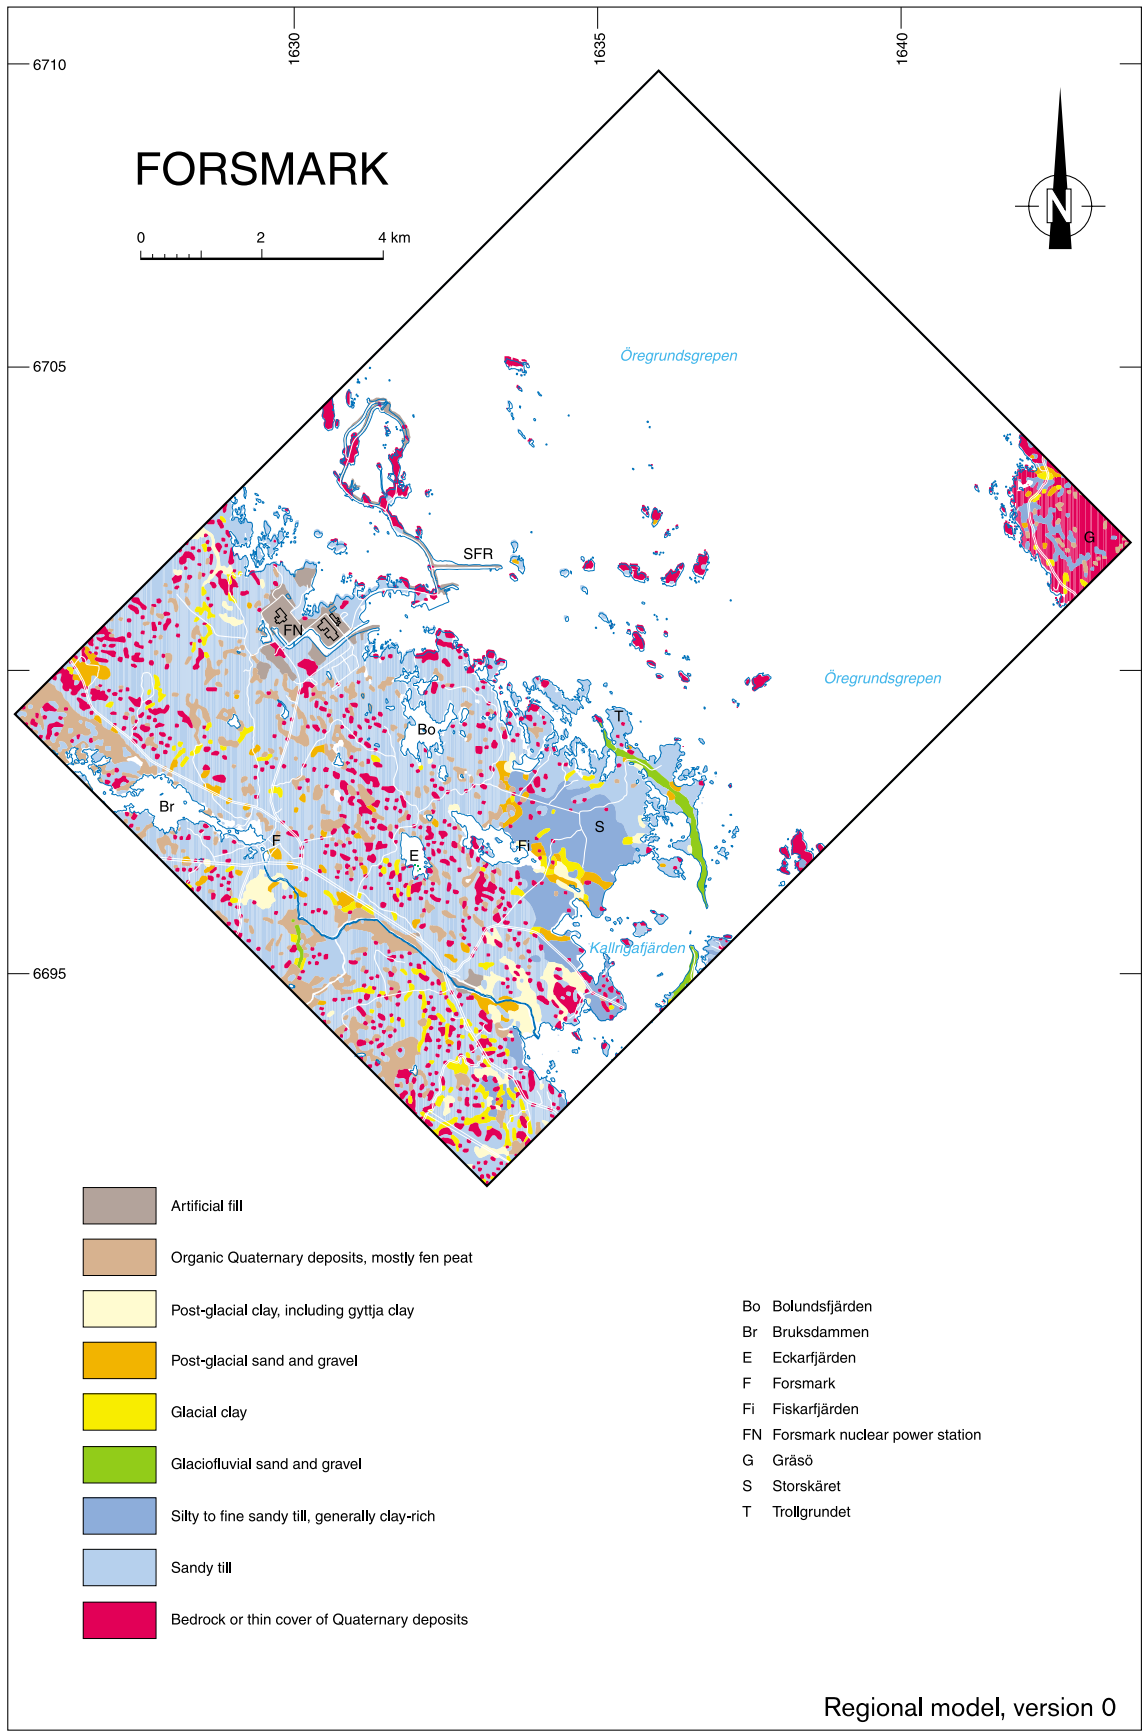 1630
1635
1640
6710
FORSMARK
N
0 2 4 km
Öregrundsgrepen
6705
G
SFR
FN
Öregrundsgrepen
T
Bo
Br
S
F
Fi
E
Kallrigafjärden
6695
Artificial fill
Organic Quaternary deposits, mostly fen peat
Post-glacial clay, including gyttja clay
Post-glacial sand and gravel
Glacial clay
Glaciofluvial sand and gravel
Silty to fine sandy till, generally clay-rich
Sandy till
Bedrock or thin cover of Quaternary deposits
Bo Bolundsfjärden
Br Bruksdammen
E Eckarfjärden
F Forsmark
Fi Fiskarfjärden
FN Forsmark nuclear power station
G Gräsö
S Storskäret
T Trollgrundet
Regional model, version 0